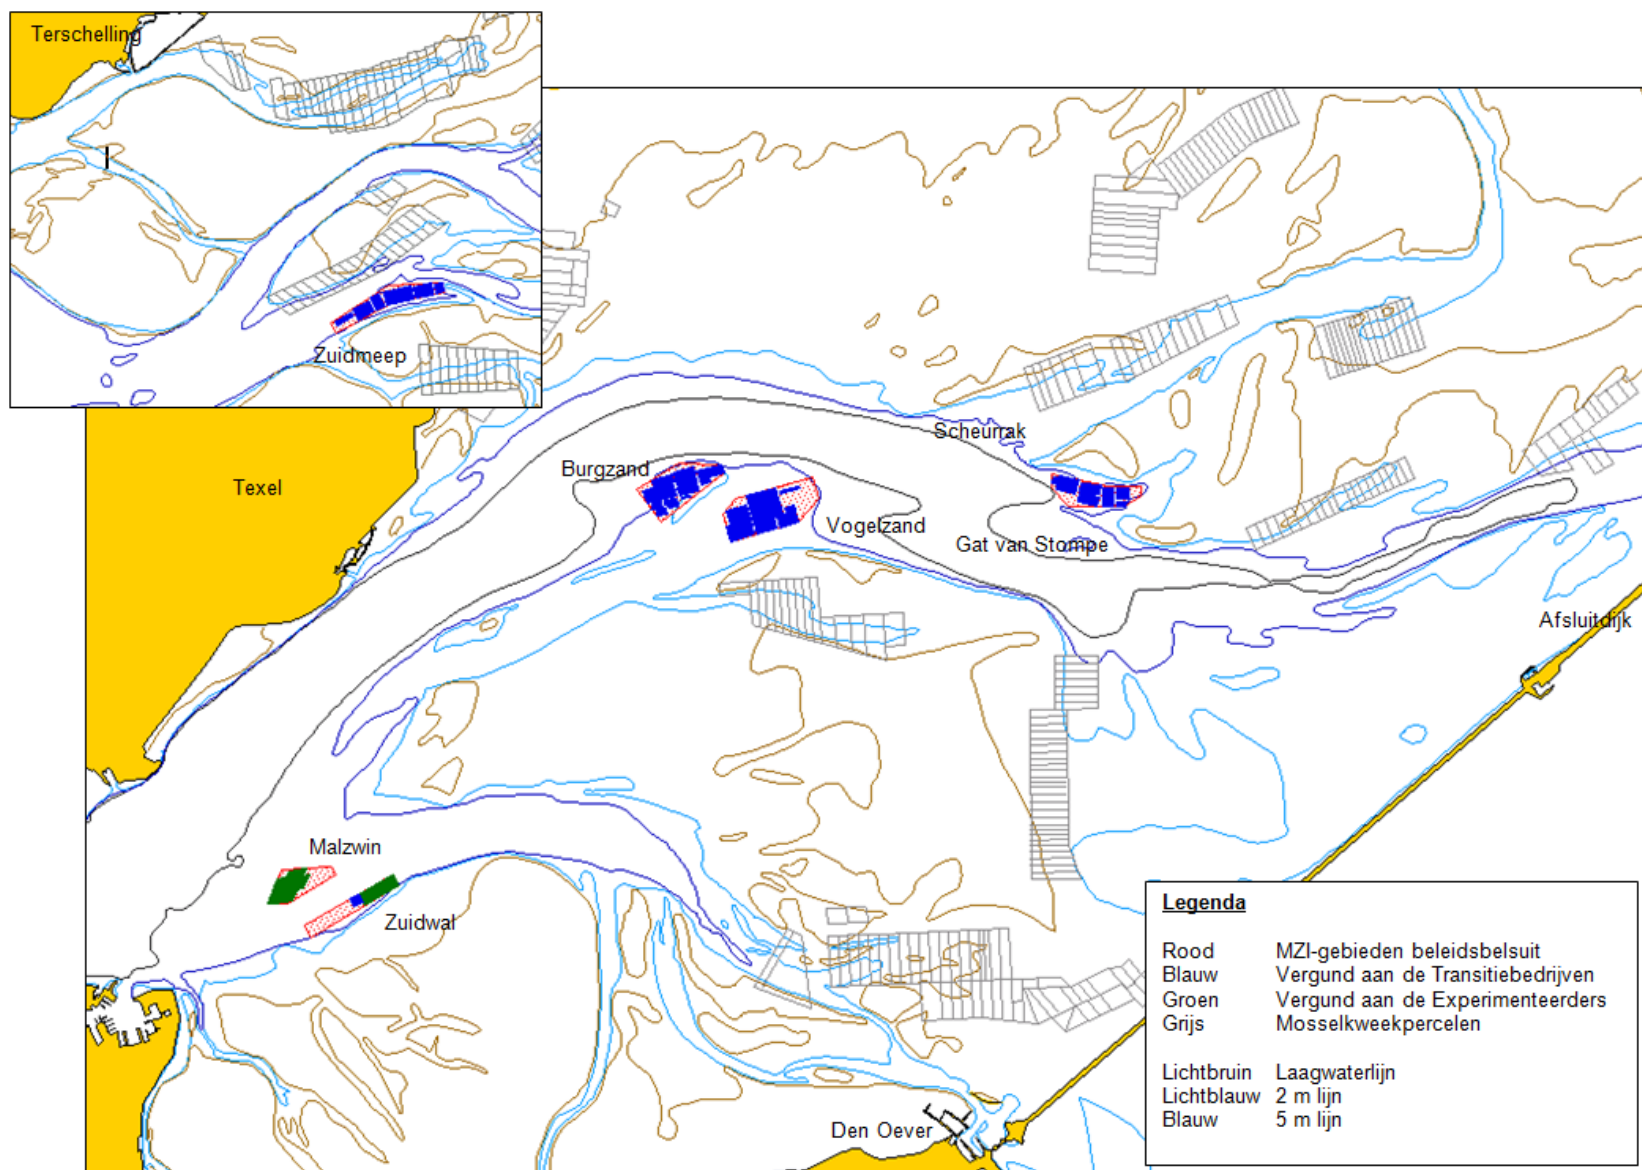 Terschelling
Zuidmeep
Scheurrak
Burgzand
Texel
Vogelzand
Gat van Stompe
Afsluitdijk
Malzwin
Zuidwal
Den Oever
Legenda
Rood MZI-gebieden beleidsbelsuit
Blauw Vergund aan de Transitiebedrijven
Groen Vergund aan de Experimenteerders
Grijs Mosselkweekpercelen
Lichtbruin Laagwaterlijn
Lichtblauw 2 m lijn
Blauw 5 m lijn